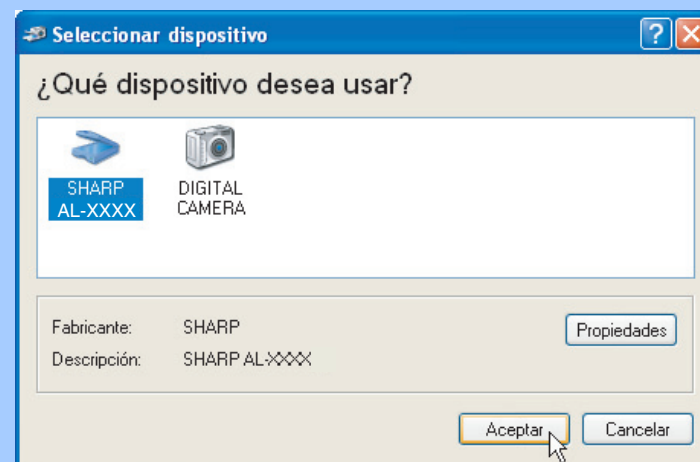 Seleccionar dispositivo
¿Qué dispositivo desea usar?
SHARP
AL-XXXX
DIGITAL
CAMERA
Fabricante: SHARP
Propiedades
Descripción: SHARP AL-XXXX
Aceptar Cancelar